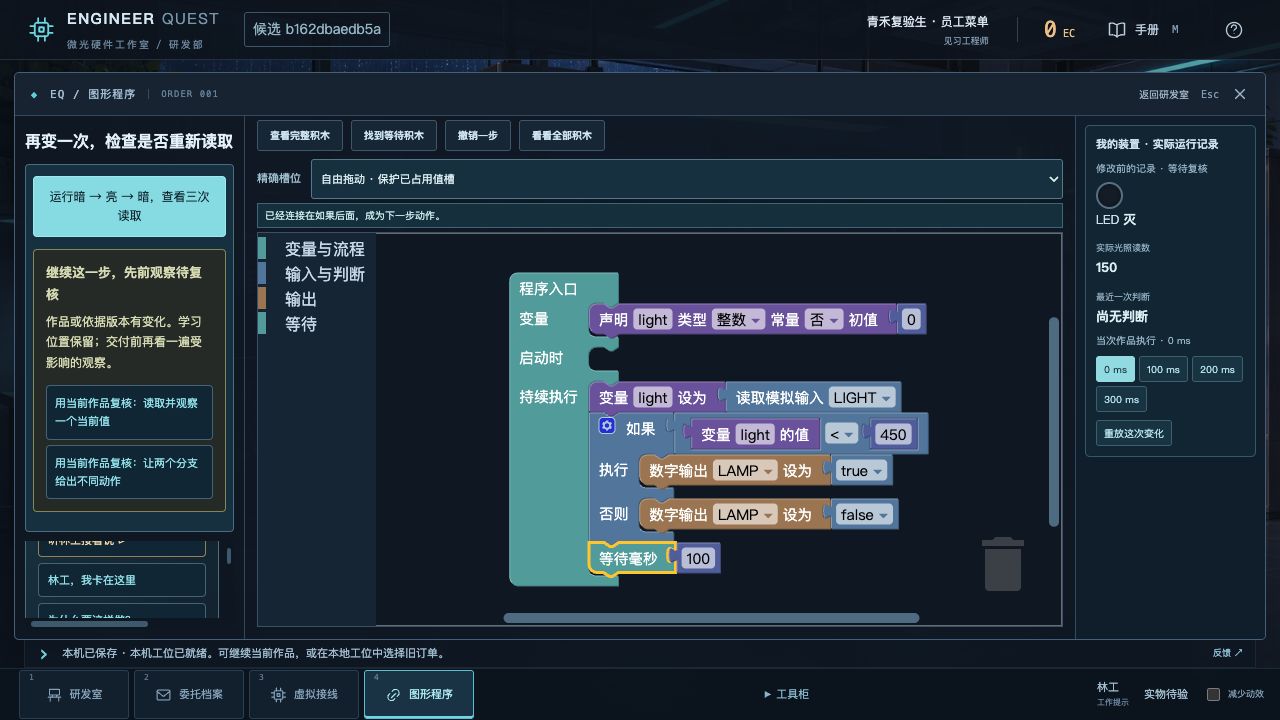 ENGINEER QUEST
微光硬件工作室 / 研发部
候选 b162dbaedb5a
青禾复验生 · 员工菜单
见习工程师
0 EC
手册 M
EQ / 图形程序
ORDER 001
返回研发室 Esc
再变一次，检查是否重新读取
运行暗 → 亮 → 暗，查看三次
读取
继续这一步，先前观察待复
核
作品或依据版本有变化。学习
位置保留；交付前再看一遍受
影响的观察。
用当前作品复核：读取并观察
一个当前值
用当前作品复核：让两个分支
给出不同动作
林工，我卡在这里
查看完整积木
找到等待积木
撤销一步
看看全部积木
精确槽位
自由拖动 · 保护已占用值槽
已经连接在如果后面，成为下一步动作。
变量与流程
输入与判断
输出
等待
程序入口
变量
声明 light 类型 整数 常量 否 初值 0
启动时
持续执行
变量 light 设为 读取模拟输入 LIGHT
如果 变量 light 的值 < 450
执行 数字输出 LAMP 设为 true
否则 数字输出 LAMP 设为 false
等待毫秒 100
我的装置 · 实际运行记录
修改前的记录 · 等待复核
LED 灭
实际光照读数
150
最近一次判断
尚无判断
当次作品执行 · 0 ms
0 ms
100 ms
200 ms
300 ms
重放这次变化
本机已保存 · 本机工位已就绪。可继续当前作品，或在本地工位中选择旧订单。
反馈 ↗
1 研发室
2 委托档案
3 虚拟接线
4 图形程序
工具柜
林工
工作提示
实物待验
减少动效